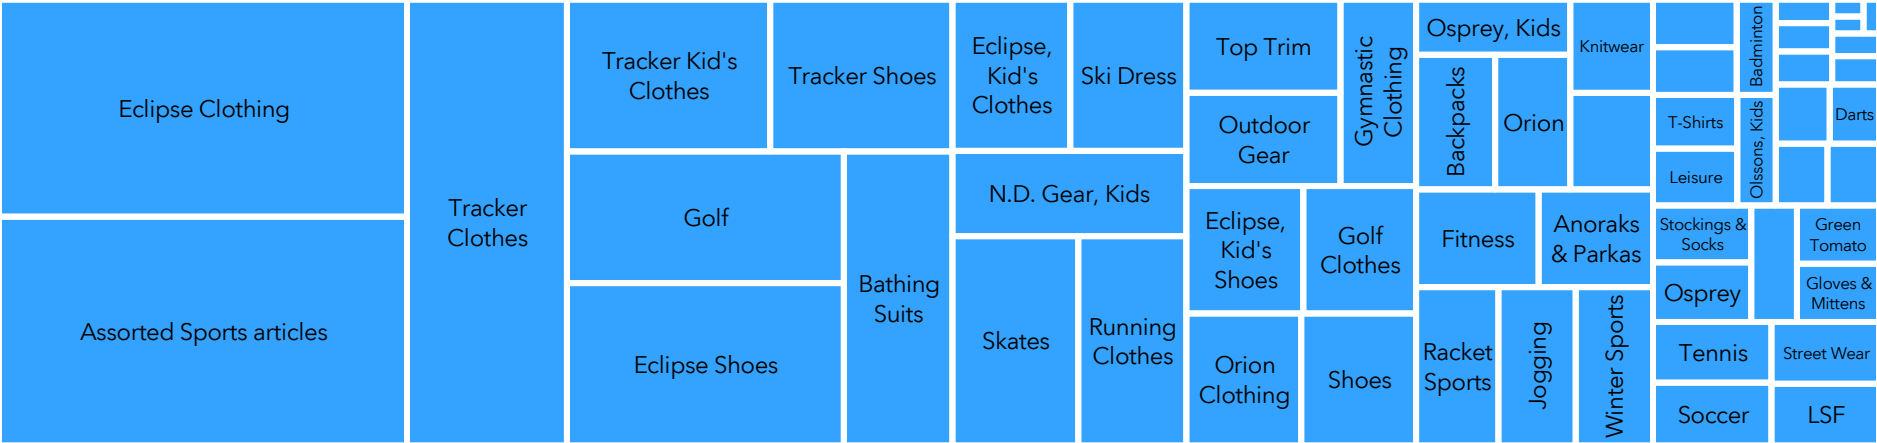 Eclipse Clothing
Assorted Sports articles
Tracker
Clothes
Tracker Kid's
Clothes
Tracker Shoes
Golf
Eclipse Shoes
Bathing
Suits
Eclipse,
Kid's
Clothes
Ski Dress
N.D. Gear, Kids
Skates
Running
Clothes
Top Trim
Outdoor
Gear
Gymnastic
Clothing
Eclipse,
Kid's
Shoes
Golf
Clothes
Orion
Clothing
Shoes
Osprey, Kids
Knitwear
Backpacks
Orion
Fitness
Anoraks
& Parkas
Racket
Sports
Jogging
Winter Sports
Badminton
T-Shirts
Olssons, Kids
Leisure
Darts
Stockings &
Socks
Green
Tomato
Osprey
Gloves &
Mittens
Tennis
Street Wear
Soccer
LSF